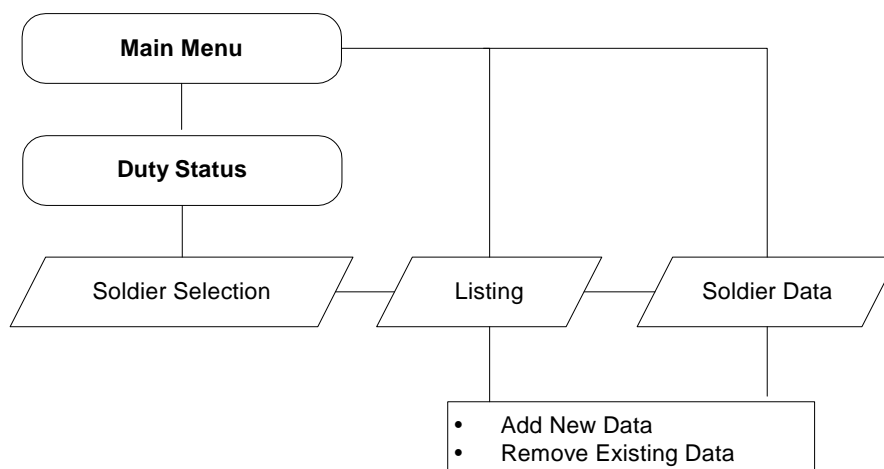 Main Menu
Duty Status
Soldier Selection
Listing
Soldier Data
• Add New Data
• Remove Existing Data